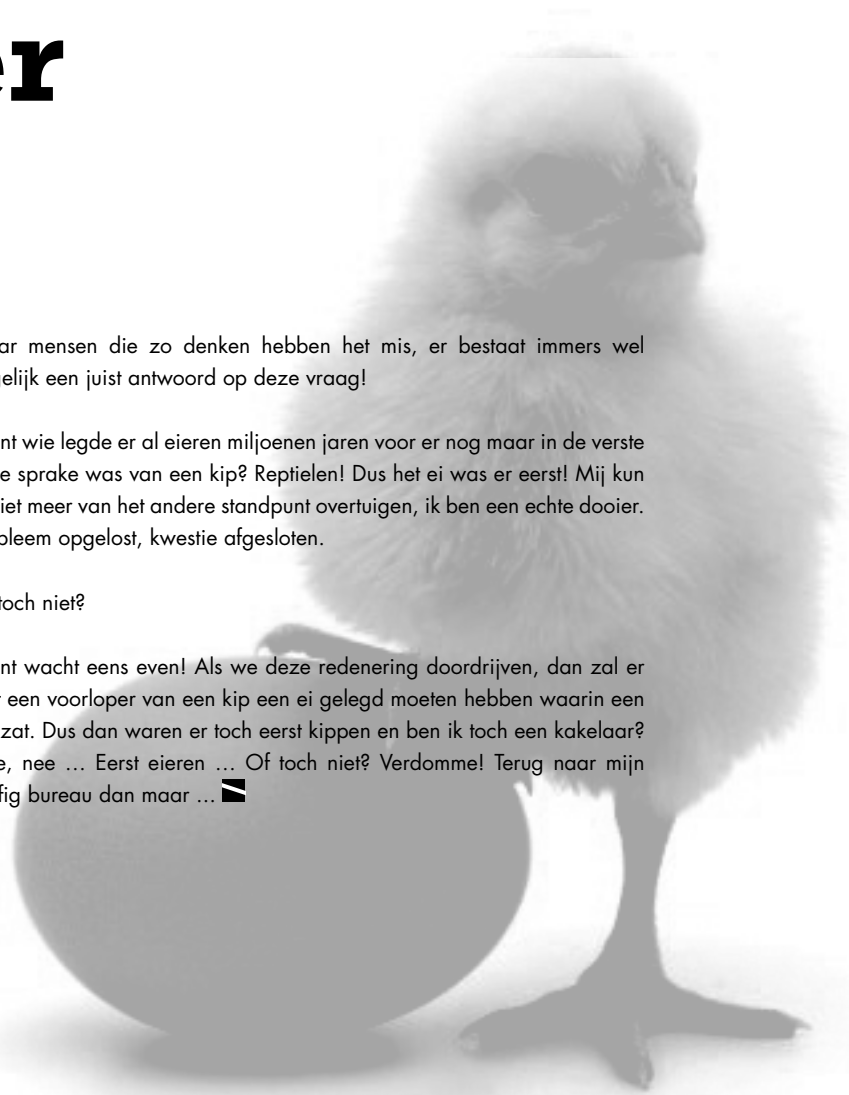 er
ar mensen die zo denken hebben het mis, er bestaat immers wel
gelijk een juist antwoord op deze vraag!
nt wie legde er al eieren miljoenen jaren voor er nog maar in de verste
e sprake was van een kip? Reptielen! Dus het ei was er eerst! Mij kun
iet meer van het andere standpunt overtuigen, ik ben een echte dooier.
bleem opgelost, kwestie afgesloten.
toch niet?
nt wacht eens even! Als we deze redenering doordrijven, dan zal er
een voorloper van een kip een ei gelegd moeten hebben waarin een
zat. Dus dan waren er toch eerst kippen en ben ik toch een kakelaar?
e, nee … Eerst eieren … Of toch niet? Verdomme! Terug naar mijn
fig bureau dan maar …